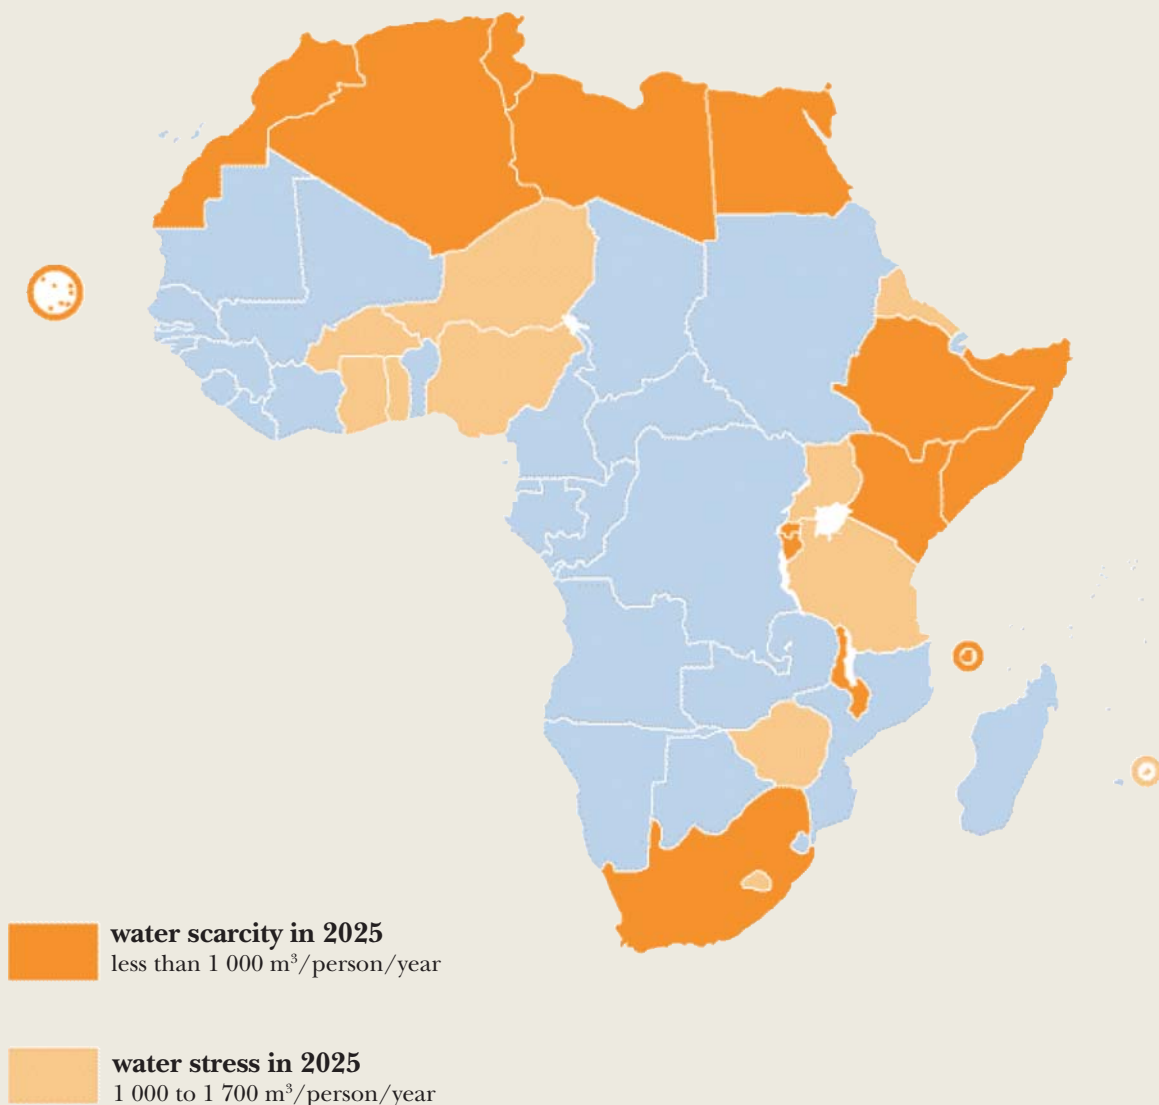 water scarcity in 2025
less than 1 000 m³/person/year
water stress in 2025
1 000 to 1 700 m³/person/year